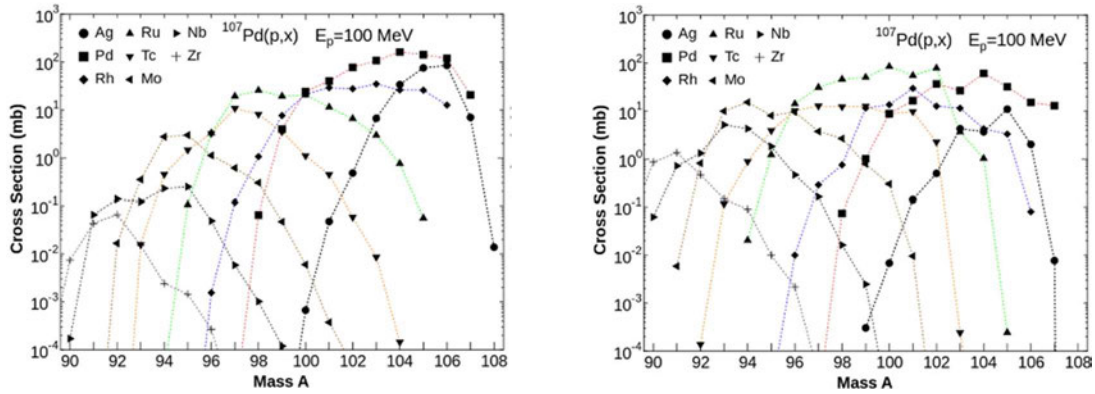 Ag Ru Nb
Pd Tc Zr
Rh Mo
¹⁰⁷Pd(p,x) Eₚ=100 MeV
10³
10²
10¹
10⁰
10⁻¹
10⁻²
10⁻³
10⁻⁴
Cross Section (mb)
90 92 94 96 98 100 102 104 106 108
Mass A
Ag Ru Nb
Pd Tc Zr
Rh Mo
¹⁰⁷Pd(p,x) Eₚ=100 MeV
10³
10²
10¹
10⁰
10⁻¹
10⁻²
10⁻³
10⁻⁴
Cross Section (mb)
90 92 94 96 98 100 102 104 106 108
Mass A